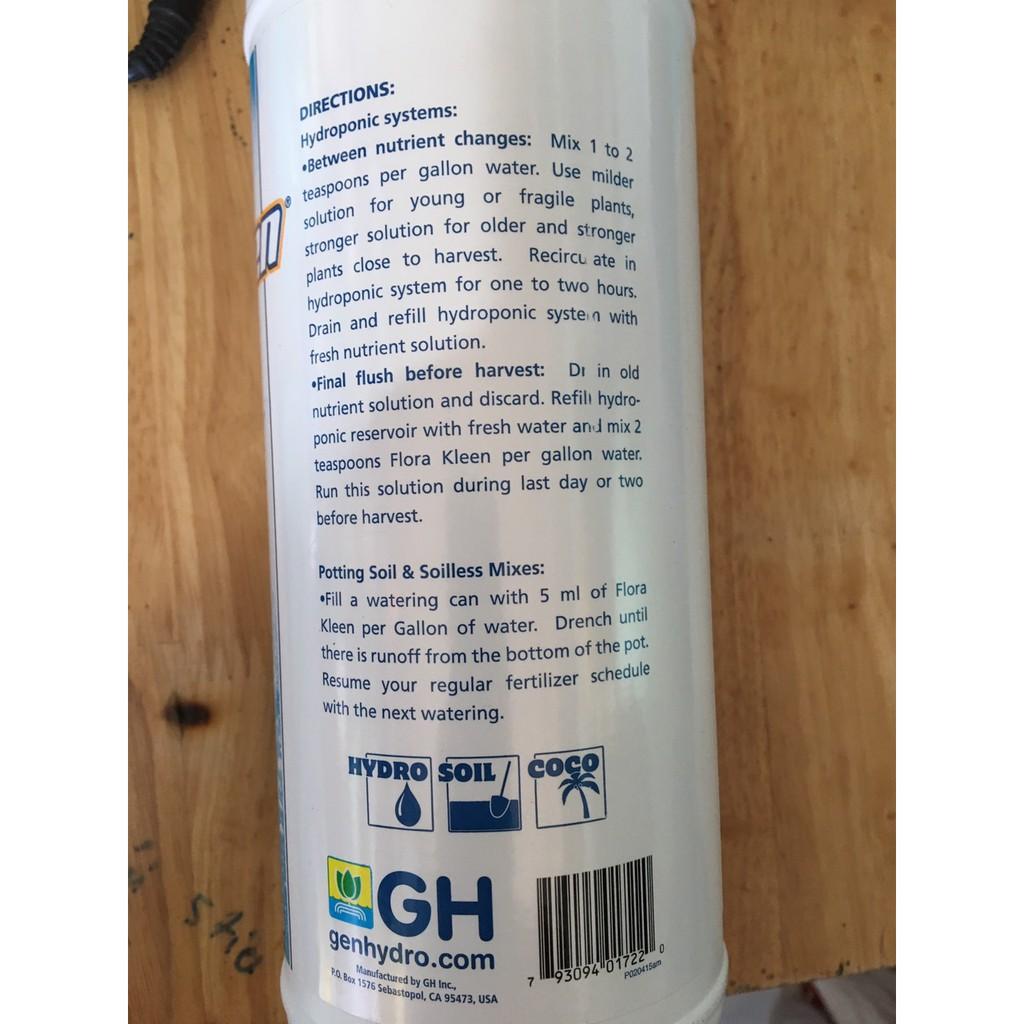 DIRECTIONS:
Hydroponic systems:
•Between nutrient changes: Mix 1 to 2
teaspoons per gallon water. Use milder
solution for young or fragile plants,
stronger solution for older and stronger
plants close to harvest. Recircu ate in
hydroponic system for one to two hours.
Drain and refill hydroponic system with
fresh nutrient solution.
•Final flush before harvest: Dr in old
nutrient solution and discard. Refill hydro-
ponic reservoir with fresh water and mix 2
teaspoons Flora Kleen per gallon water.
Run this solution during last day or two
before harvest.
Potting Soil & Soilless Mixes:
•Fill a watering can with 5 ml of Flora
Kleen per Gallon of water. Drench until
there is runoff from the bottom of the pot.
Resume your regular fertilizer schedule
with the next watering.
HYDRO SOIL COCO
GH
genhydro.com
Manufactured by GH Inc.,
P.O. Box 1576 Sebastopol, CA 95473, USA
7 93094 01722 0
P020415am